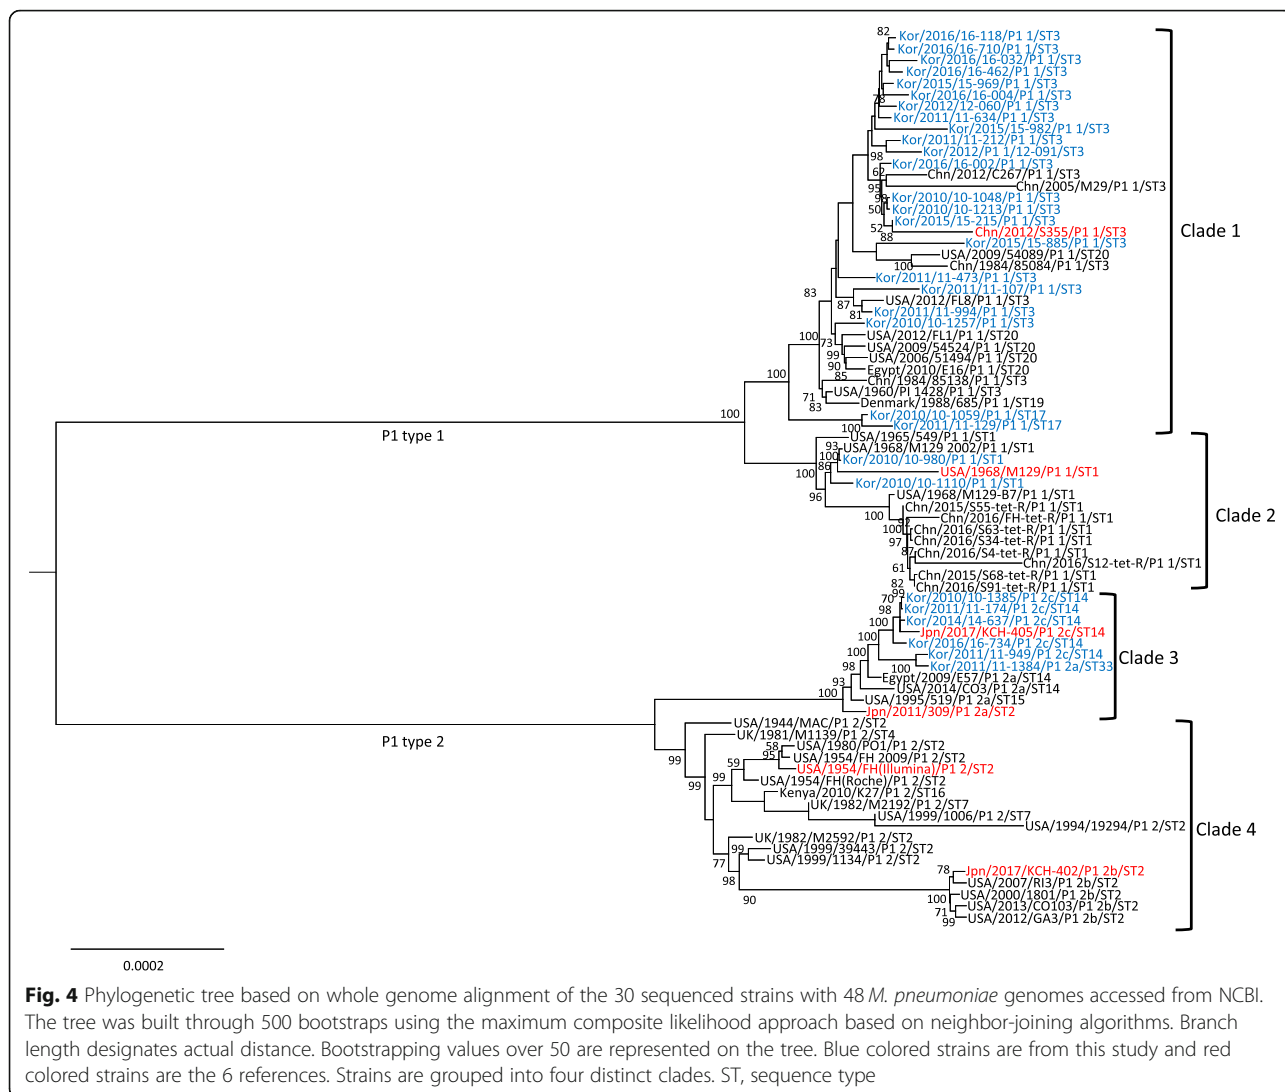 82
Kor/2016/16-118/P1 1/ST3
Kor/2016/16-710/P1 1/ST3
Kor/2016/16-032/P1 1/ST3
Kor/2016/16-462/P1 1/ST3
Kor/2015/15-969/P1 1/ST3
78
Kor/2016/16-004/P1 1/ST3
Kor/2012/12-060/P1 1/ST3
Kor/2011/11-634/P1 1/ST3
Kor/2015/15-982/P1 1/ST3
Kor/2011/11-212/P1 1/ST3
Kor/2012/P1 1/12-091/ST3
98
Kor/2016/16-002/P1 1/ST3
62
Chn/2012/C267/P1 1/ST3
95
Chn/2005/M29/P1 1/ST3
Kor/2010/10-1048/P1 1/ST3
50
Kor/2010/10-1213/P1 1/ST3
Kor/2015/15-215/P1 1/ST3
52
Chn/2012/S355/P1 1/ST3
88
Kor/2015/15-885/P1 1/ST3
USA/2009/54089/P1 1/ST20
100
Chn/1984/85084/P1 1/ST3
Kor/2011/11-473/P1 1/ST3
83
Kor/2011/11-107/P1 1/ST3
87
USA/2012/FL8/P1 1/ST3
81
Kor/2011/11-994/P1 1/ST3
Kor/2010/10-1257/P1 1/ST3
100
73
USA/2012/FL1/P1 1/ST20
USA/2009/54524/P1 1/ST20
99
USA/2006/51494/P1 1/ST20
90
Egypt/2010/E16/P1 1/ST20
85
Chn/1984/85138/P1 1/ST3
100
USA/1960/PI 1428/P1 1/ST3
71
83
Denmark/1988/685/P1 1/ST19
Kor/2010/10-1059/P1 1/ST17
100
Kor/2011/11-129/P1 1/ST17
Clade 1
100
P1 type 1
USA/1965/549/P1 1/ST1
93
USA/1968/M129 2002/P1 1/ST1
100
Kor/2010/10-980/P1 1/ST1
86
USA/1968/M129/P1 1/ST1
100
Kor/2010/10-1110/P1 1/ST1
96
USA/1968/M129-B7/P1 1/ST1
Chn/2015/S55-tet-R/P1 1/ST1
100
Chn/2016/FH-tet-R/P1 1/ST1
100
Chn/2016/S63-tet-R/P1 1/ST1
97
Chn/2016/S34-tet-R/P1 1/ST1
87
Chn/2016/S4-tet-R/P1 1/ST1
Chn/2016/S12-tet-R/P1 1/ST1
61
Chn/2015/S68-tet-R/P1 1/ST1
82
Chn/2016/S91-tet-R/P1 1/ST1
Clade 2
99
70
Kor/2010/10-1385/P1 2c/ST14
98
Kor/2011/11-174/P1 2c/ST14
100
Kor/2014/14-637/P1 2c/ST14
Jpn/2017/KCH-405/P1 2c/ST14
100
Kor/2016/16-734/P1 2c/ST14
100
Kor/2011/11-949/P1 2c/ST14
100
Kor/2011/11-1384/P1 2a/ST33
98
Egypt/2009/E57/P1 2a/ST14
93
USA/2014/CO3/P1 2a/ST14
100
USA/1995/519/P1 2a/ST15
Jpn/2011/309/P1 2a/ST2
Clade 3
P1 type 2
USA/1944/MAC/P1 2/ST2
UK/1981/M1139/P1 2/ST4
58
USA/1980/PO1/P1 2/ST2
95
USA/1954/FH 2009/P1 2/ST2
99
59
USA/1954/FH(Illumina)/P1 2/ST2
99
99
USA/1954/FH(Roche)/P1 2/ST2
Kenya/2010/K27/P1 2/ST16
UK/1982/M2192/P1 2/ST7
USA/1999/1006/P1 2/ST7
USA/1994/19294/P1 2/ST2
UK/1982/M2592/P1 2/ST2
99
USA/1999/39443/P1 2/ST2
77
USA/1999/1134/P1 2/ST2
98
78
Jpn/2017/KCH-402/P1 2b/ST2
USA/2007/RI3/P1 2b/ST2
90
100
USA/2000/1801/P1 2b/ST2
71
USA/2013/CO103/P1 2b/ST2
99
USA/2012/GA3/P1 2b/ST2
Clade 4
0.0002
Fig. 4 Phylogenetic tree based on whole genome alignment of the 30 sequenced strains with 48 M. pneumoniae genomes accessed from NCBI.
The tree was built through 500 bootstraps using the maximum composite likelihood approach based on neighbor-joining algorithms. Branch
length designates actual distance. Bootstrapping values over 50 are represented on the tree. Blue colored strains are from this study and red
colored strains are the 6 references. Strains are grouped into four distinct clades. ST, sequence type